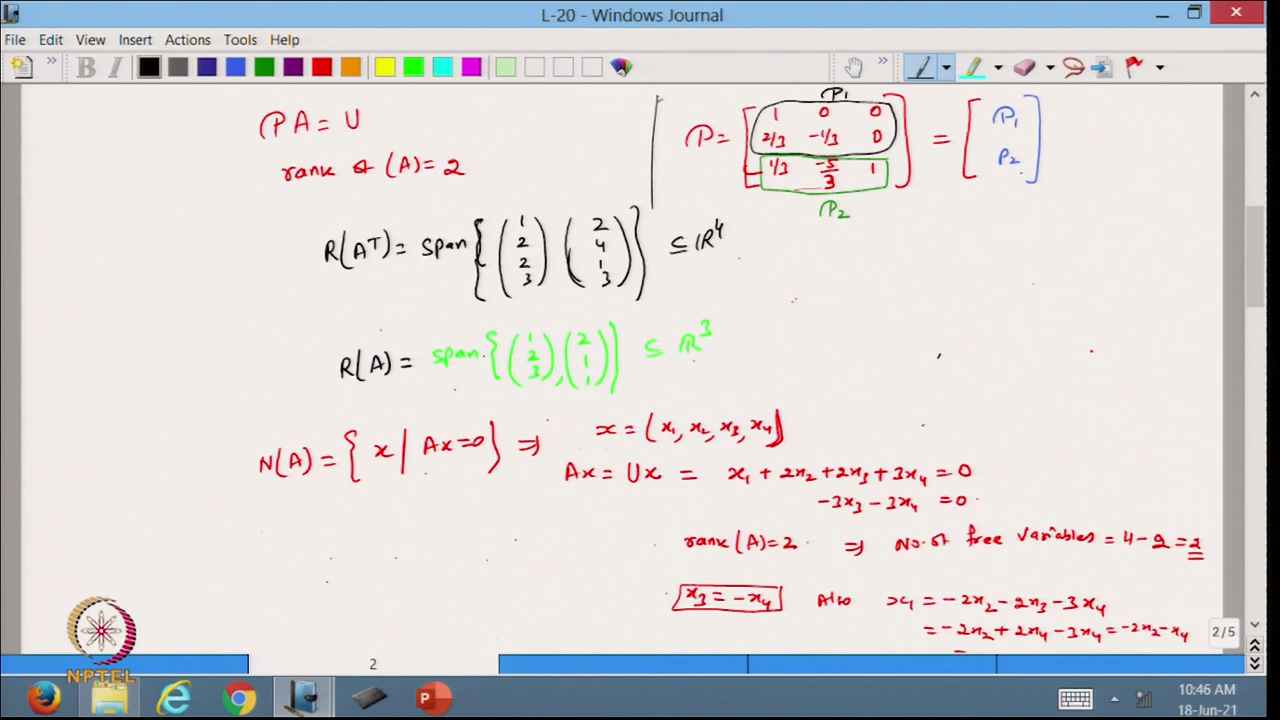 L-20 - Windows Journal
File Edit View Insert Actions Tools Help
PA = U
rank of (A) = 2
P = [ 1 0 0
2/3 -1/3 0
1/3 -5/3 1 ] = [ P1
P2 ]
P1
P2
R(AT) = span { (1 2 2 3) (2 4 1 3) } ⊆ IR^4
R(A) = span { (1 2 3), (2 1 1) } ⊆ IR^3
N(A) = { x | Ax=0 } ⇒ x = (x1, x2, x3, x4)
Ax = Ux = x1 + 2x2 + 2x3 + 3x4 = 0
-3x3 - 3x4 = 0
rank(A) = 2 ⇒ No. of free variables = 4 - 2 = 2
x3 = -x4 Also x1 = -2x2 - 2x3 - 3x4
= -2x2 + 2x4 - 3x4 = -2x2 - x4
=
2/5
2
NPTEL
10:46 AM
18-Jun-21